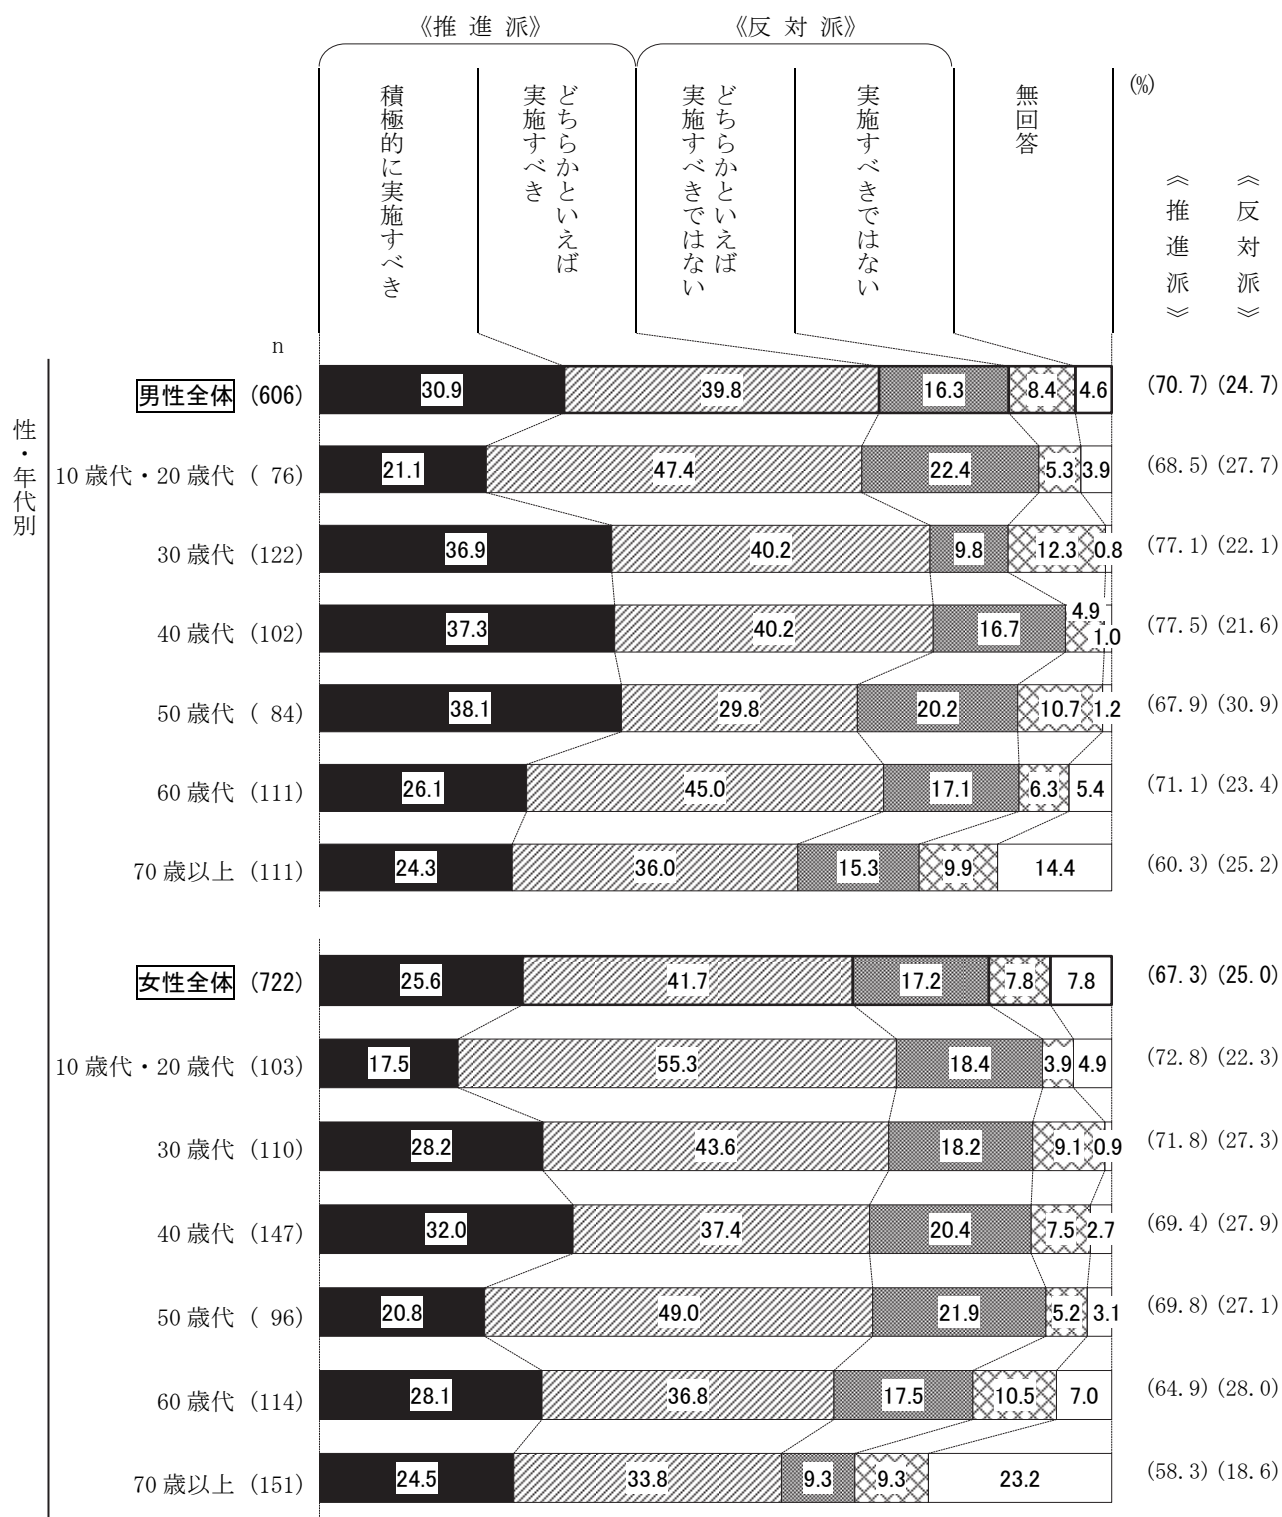 《推 進 派》 《反 対 派》
(%)
積極的に実施すべき
どちらかといえば
実施すべき
どちらかといえば
実施すべきではない
実施すべきではない
無回答
《推進派》
《反対派》
n
性・年代別
男性全体 (606) 30.9 39.8 16.3 8.4 4.6 (70.7) (24.7)
10歳代・20歳代 ( 76) 21.1 47.4 22.4 5.3 3.9 (68.5) (27.7)
30歳代 (122) 36.9 40.2 9.8 12.3 0.8 (77.1) (22.1)
40歳代 (102) 37.3 40.2 16.7 4.9 1.0 (77.5) (21.6)
50歳代 ( 84) 38.1 29.8 20.2 10.7 1.2 (67.9) (30.9)
60歳代 (111) 26.1 45.0 17.1 6.3 5.4 (71.1) (23.4)
70歳以上 (111) 24.3 36.0 15.3 9.9 14.4 (60.3) (25.2)
女性全体 (722) 25.6 41.7 17.2 7.8 7.8 (67.3) (25.0)
10歳代・20歳代 (103) 17.5 55.3 18.4 3.9 4.9 (72.8) (22.3)
30歳代 (110) 28.2 43.6 18.2 9.1 0.9 (71.8) (27.3)
40歳代 (147) 32.0 37.4 20.4 7.5 2.7 (69.4) (27.9)
50歳代 ( 96) 20.8 49.0 21.9 5.2 3.1 (69.8) (27.1)
60歳代 (114) 28.1 36.8 17.5 10.5 7.0 (64.9) (28.0)
70歳以上 (151) 24.5 33.8 9.3 9.3 23.2 (58.3) (18.6)